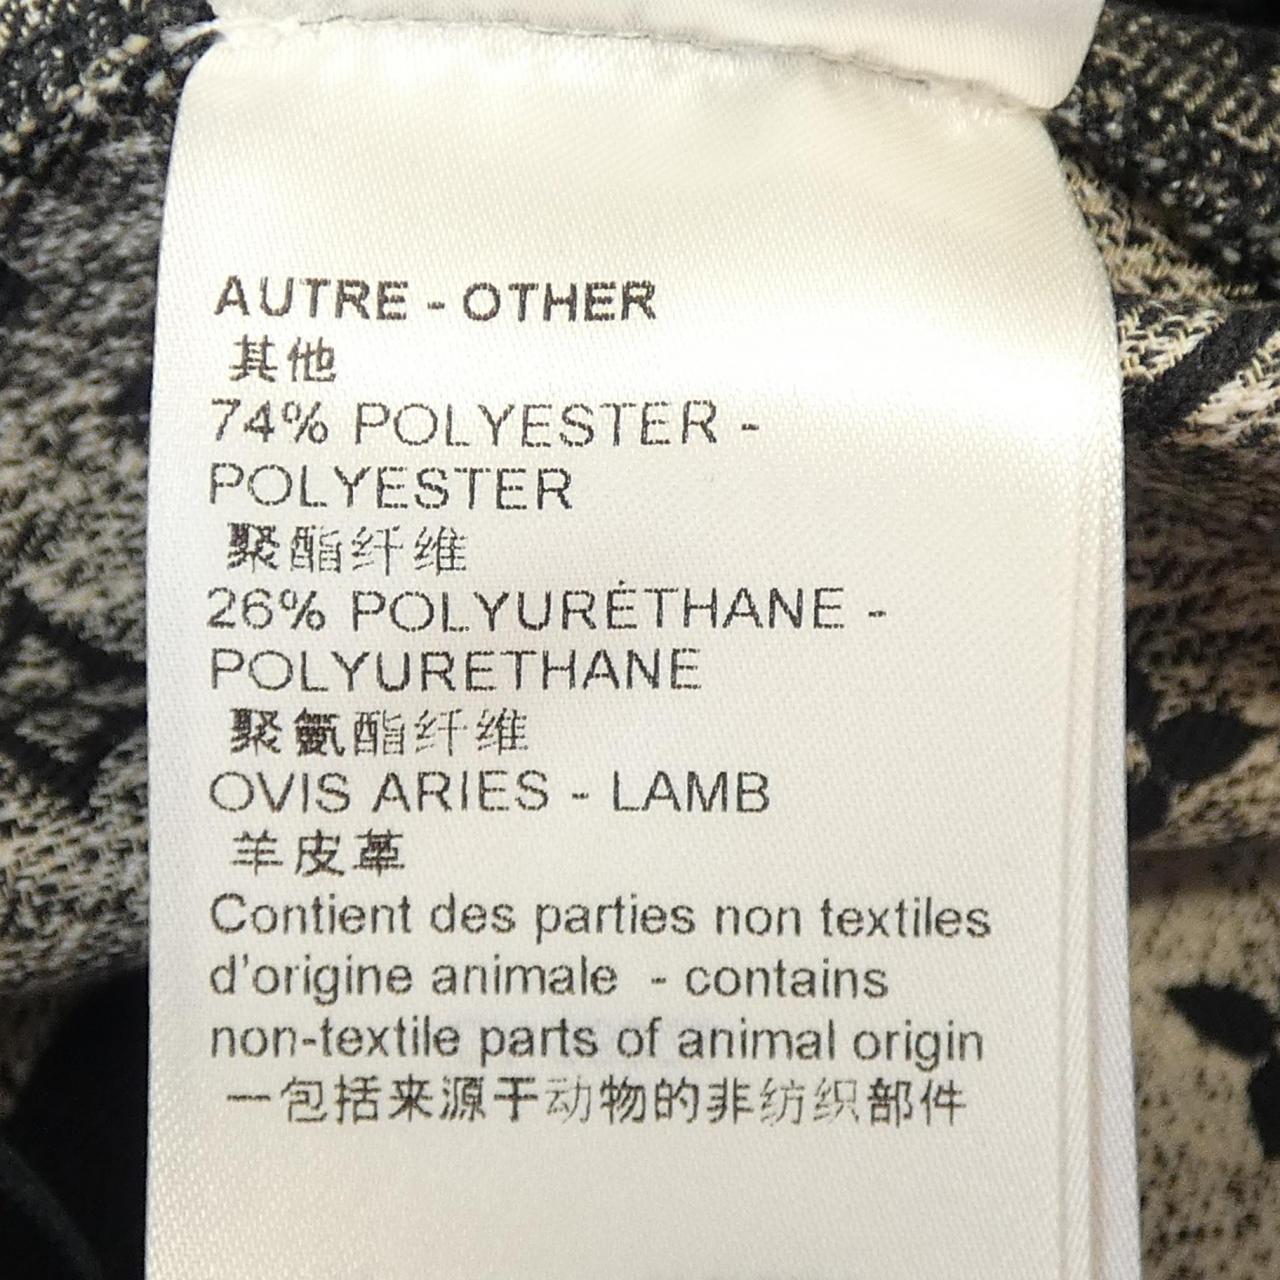 AUTRE - OTHER
其他
74% POLYESTER -
POLYESTER
聚酯纤维
26% POLYURÉTHANE -
POLYURETHANE
聚氨酯纤维
OVIS ARIES - LAMB
羊皮革
Contient des parties non textiles
d'origine animale - contains
non-textile parts of animal origin
一包括来源于动物的非纺织部件